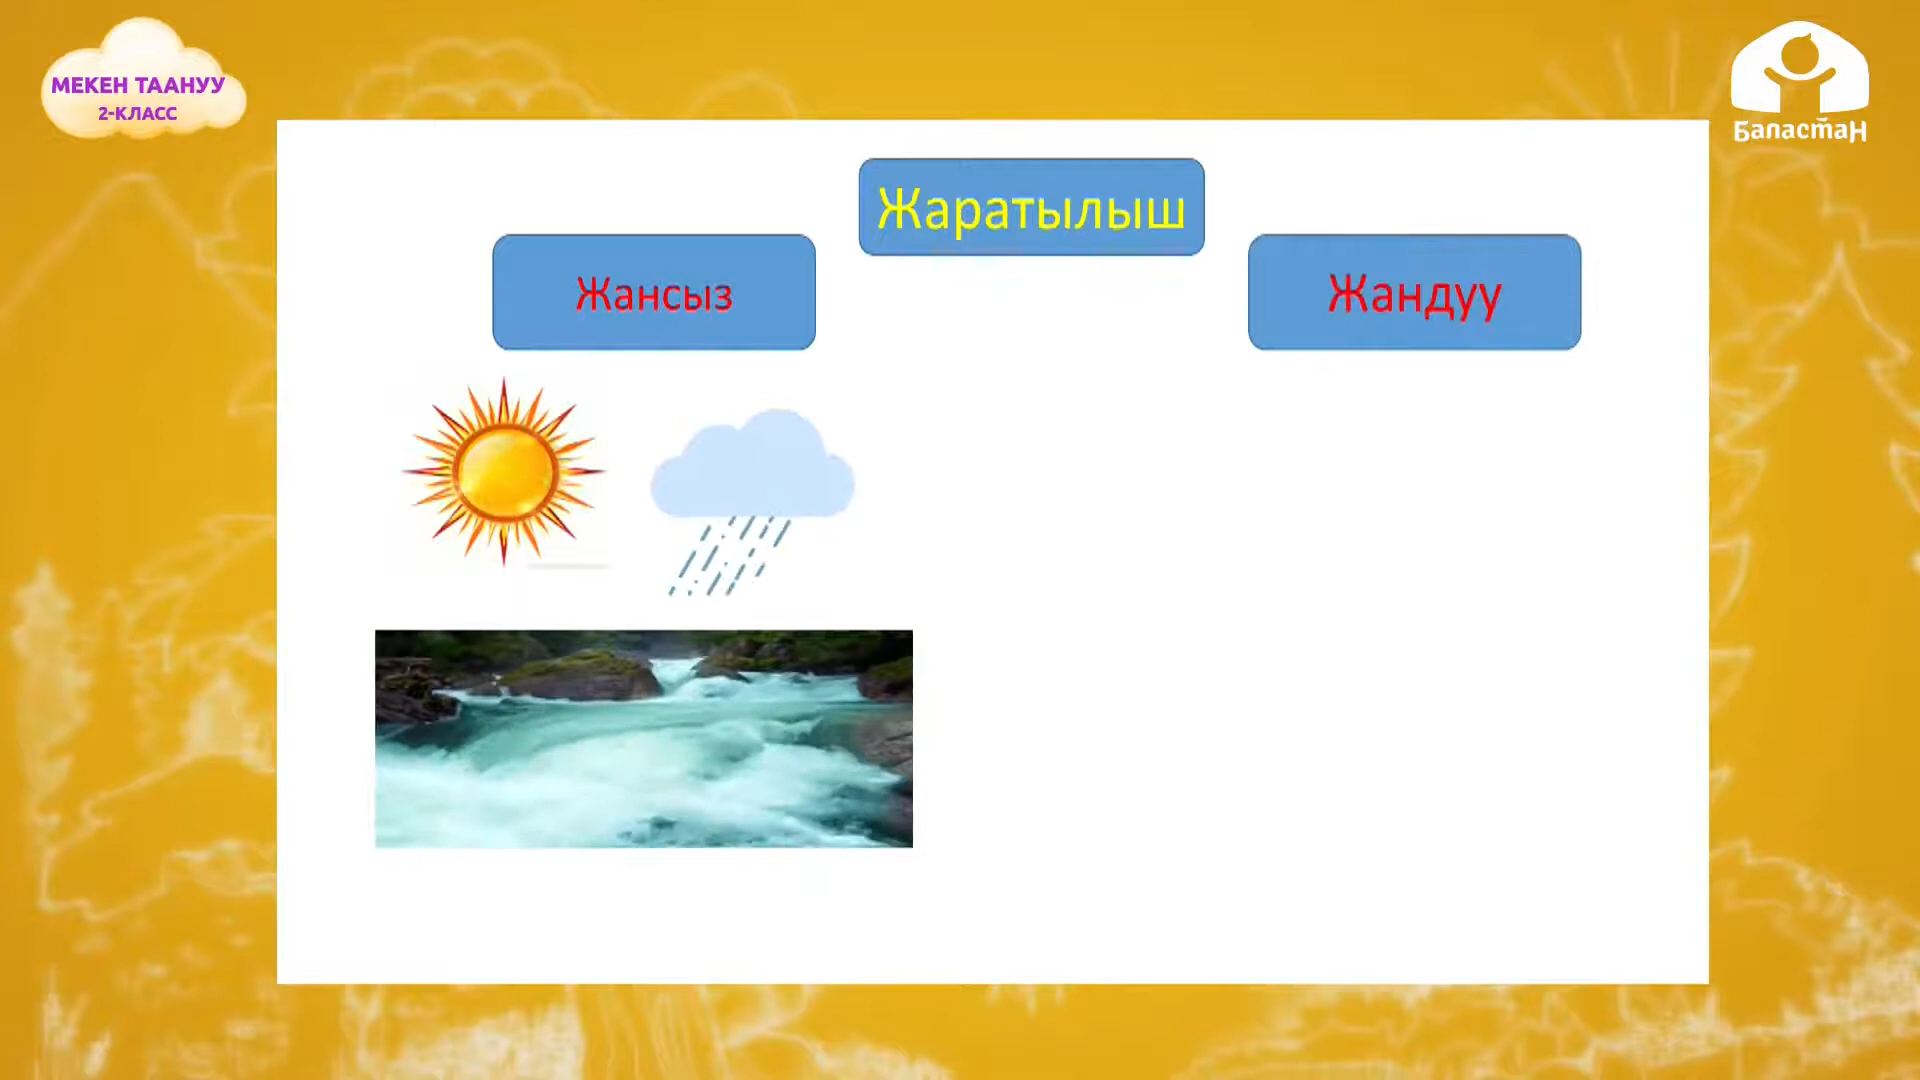 МЕКЕН ТААНУУ
2-КЛАСС
Баластан
Жаратылыш
Жансыз
Жандуу